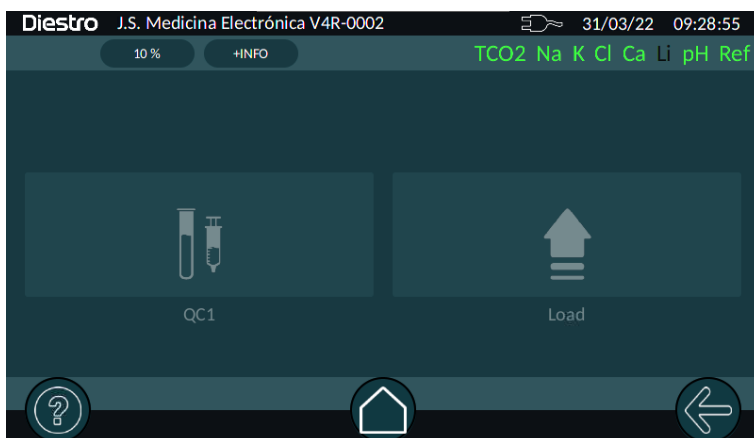 Diestro J.S. Medicina Electrónica V4R-0002 31/03/22 09:28:55
10 % +INFO TCO2 Na K Cl Ca Li pH Ref
QC1 Load
?